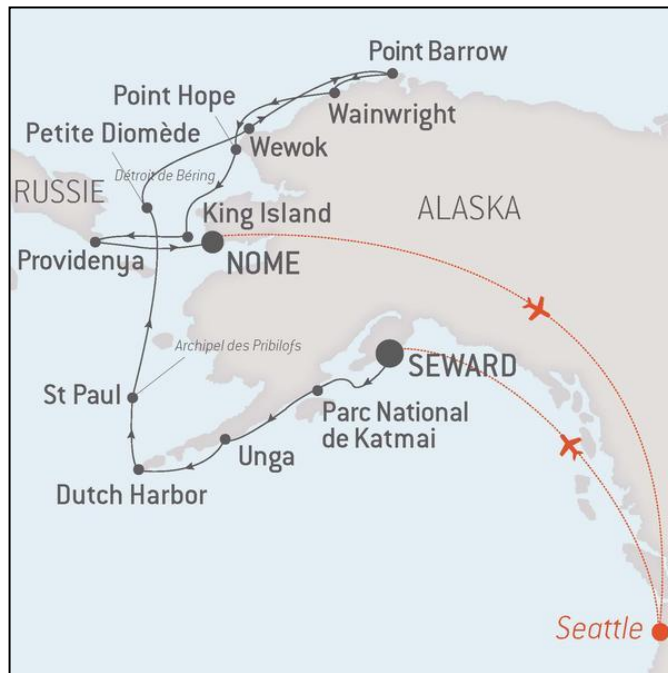 Point Barrow
Point Hope
Wainwright
Petite Diomède
Wewok
Détroit de Béring
RUSSIE
King Island
ALASKA
Providenya
NOME
Archipel des Pribilofs
SEWARD
St Paul
Parc National
de Katmai
Unga
Dutch Harbor
Seattle